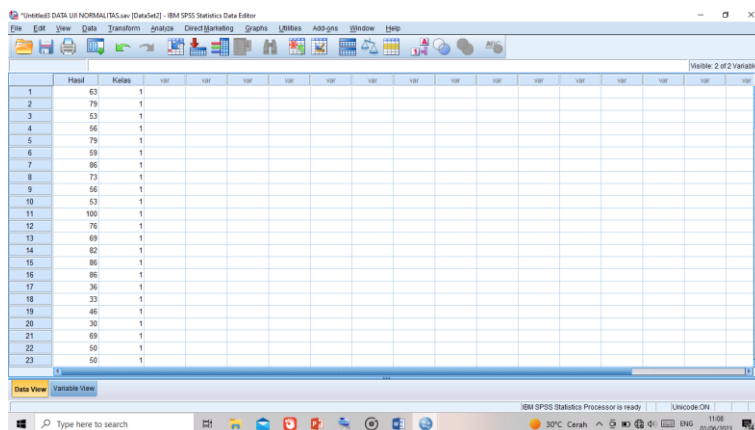 *Untitled3 DATA UJI NORMALITAS.sav [DataSet2] - IBM SPSS Statistics Data Editor
File Edit View Data Transform Analyze Direct Marketing Graphs Utilities Add-ons Window Help
Visible: 2 of 2 Variable
Hasil Kelas var var var var var var var var var var var var var var var
1 63 1
2 79 1
3 53 1
4 56 1
5 79 1
6 59 1
7 86 1
8 73 1
9 56 1
10 53 1
11 100 1
12 76 1
13 69 1
14 82 1
15 86 1
16 86 1
17 36 1
18 33 1
19 46 1
20 30 1
21 69 1
22 50 1
23 50 1
Data View Variable View
IBM SPSS Statistics Processor is ready Unicode:ON
Type here to search
30°C Cerah ENG 11:08
01/06/2023